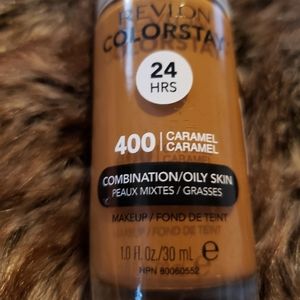 REVLON
COLORSTAY
24
HRS
400 | CARAMEL
CARAMEL
COMBINATION/OILY SKIN
PEAUX MIXTES / GRASSES
MAKEUP / FOND DE TEINT
1.0 fl. Oz./30 mL e
NPN 80060552